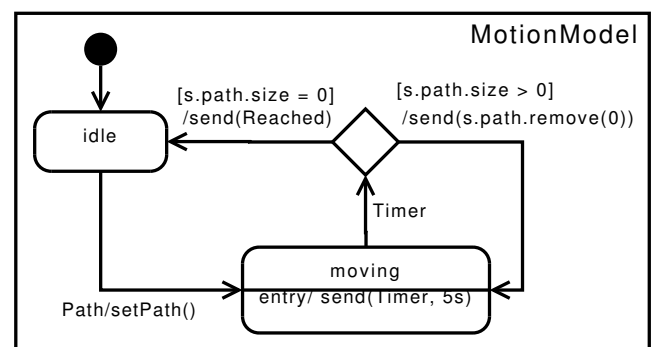 MotionModel
[s.path.size = 0]
/send(Reached)
[s.path.size > 0]
/send(s.path.remove(0))
idle
Timer
moving
entry/ send(Timer, 5s)
Path/setPath()